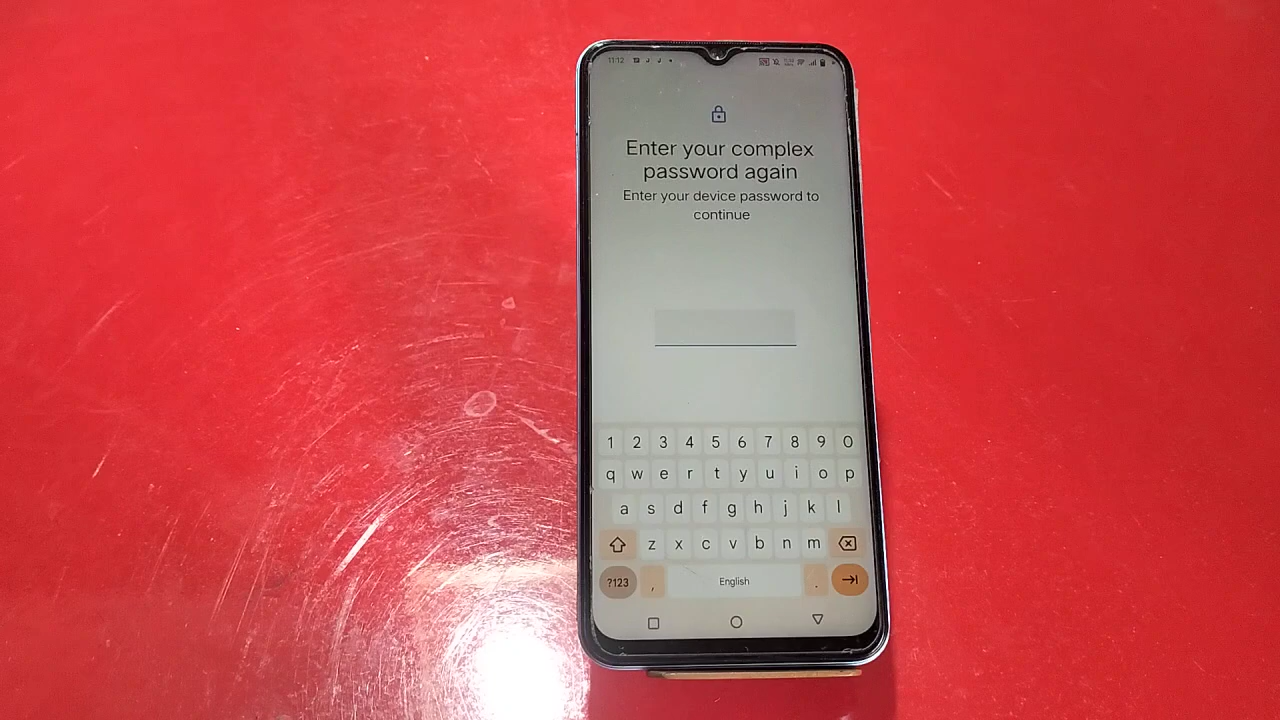 11:12
Enter your complex
password again
Enter your device password to
continue
1 2 3 4 5 6 7 8 9 0
q w e r t y u i o p
a s d f g h j k l
z x c v b n m
?123 , English .